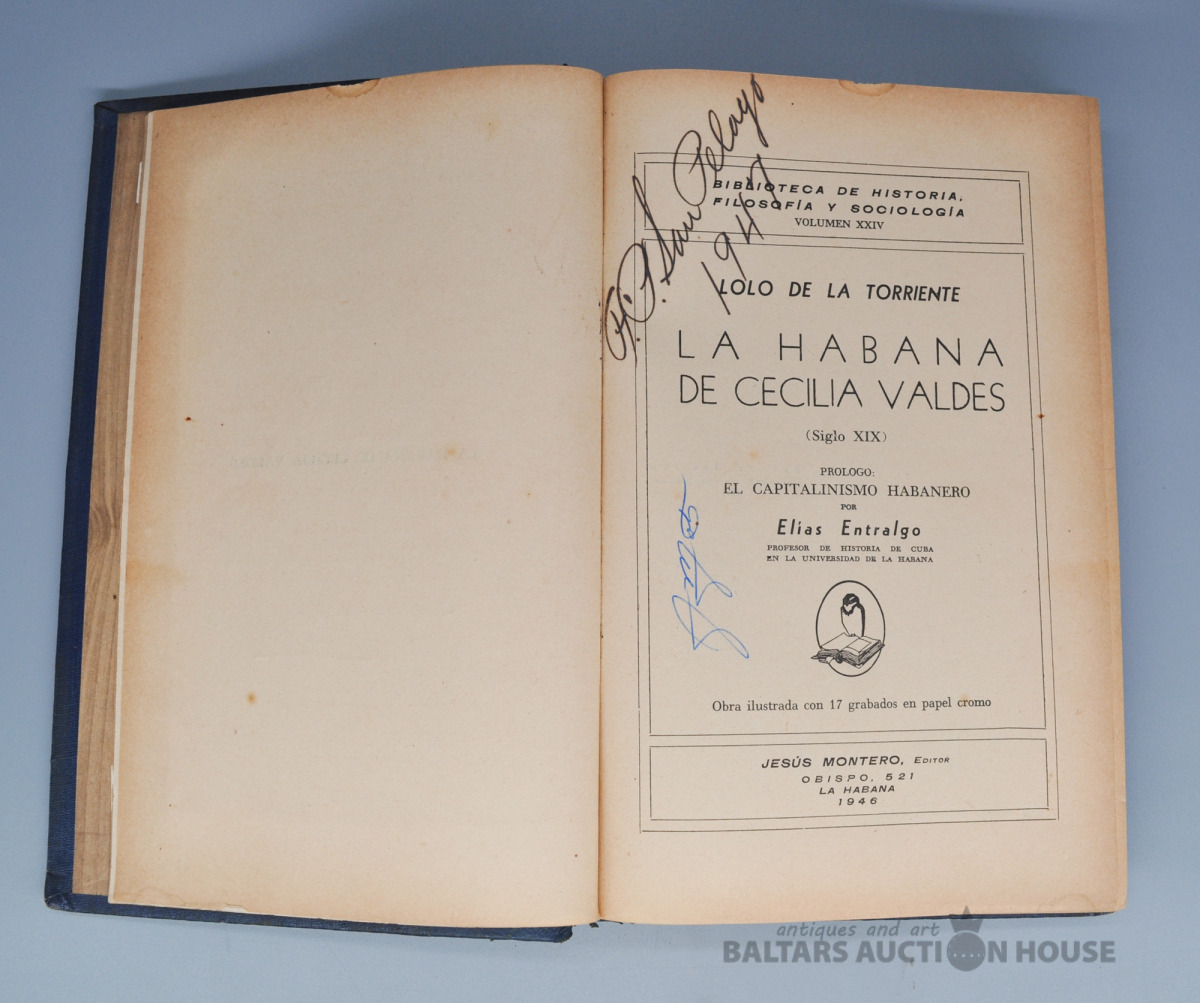 F. O. San Pelayo
1947
BIBLIOTECA DE HISTORIA,
FILOSOFÍA Y SOCIOLOGÍA
VOLUMEN XXIV
LOLO DE LA TORRIENTE
LA HABANA
DE CECILIA VALDES
(Siglo XIX)
PROLOGO:
EL CAPITALINISMO HABANERO
POR
Elías Entralgo
PROFESOR DE HISTORIA DE CUBA
EN LA UNIVERSIDAD DE LA HABANA
Obra ilustrada con 17 grabados en papel cromo
JESÚS MONTERO, EDITOR
OBISPO, 521
LA HABANA
1946
antiques and art
BALTARS AUCTION HOUSE